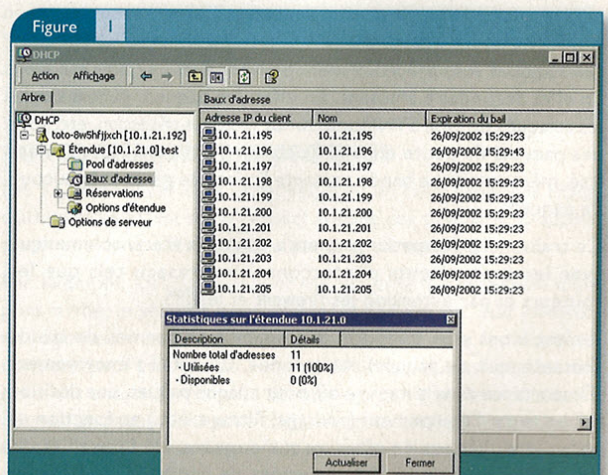 Figure 1
DHCP
Action Affichage
Arbre
Baux d'adresse
DHCP
toto-8w5hfjjxch [10.1.21.192]
Étendue [10.1.21.0] test
Pool d'adresses
Baux d'adresse
Réservations
Options d'étendue
Options de serveur
Adresse IP du client Nom Expiration du bail
10.1.21.195 10.1.21.195 26/09/2002 15:29:23
10.1.21.196 10.1.21.196 26/09/2002 15:29:43
10.1.21.197 10.1.21.197 26/09/2002 15:29:23
10.1.21.198 10.1.21.198 26/09/2002 15:29:23
10.1.21.199 10.1.21.199 26/09/2002 15:29:23
10.1.21.200 10.1.21.200 26/09/2002 15:29:23
10.1.21.201 10.1.21.201 26/09/2002 15:29:23
10.1.21.202 10.1.21.202 26/09/2002 15:29:23
10.1.21.203 10.1.21.203 26/09/2002 15:29:23
10.1.21.204 10.1.21.204 26/09/2002 15:29:23
10.1.21.205 10.1.21.205 26/09/2002 15:29:23
Statistiques sur l'étendue 10.1.21.0
Description Détails
Nombre total d'adresses 11
- Utilisées 11 (100%)
- Disponibles 0 (0%)
Actualiser Fermer